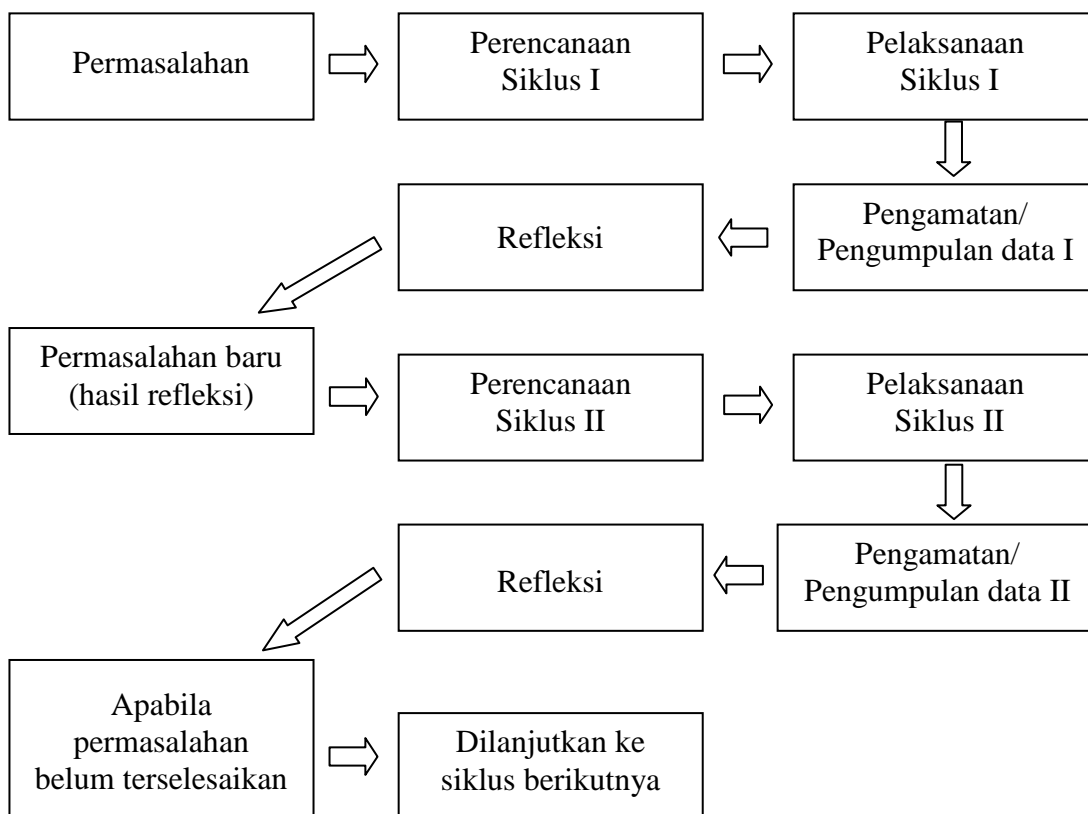 Permasalahan
Perencanaan
Siklus I
Pelaksanaan
Siklus I
Pengamatan/
Pengumpulan data I
Refleksi
Permasalahan baru
(hasil refleksi)
Perencanaan
Siklus II
Pelaksanaan
Siklus II
Pengamatan/
Pengumpulan data II
Refleksi
Apabila
permasalahan
belum terselesaikan
Dilanjutkan ke
siklus berikutnya